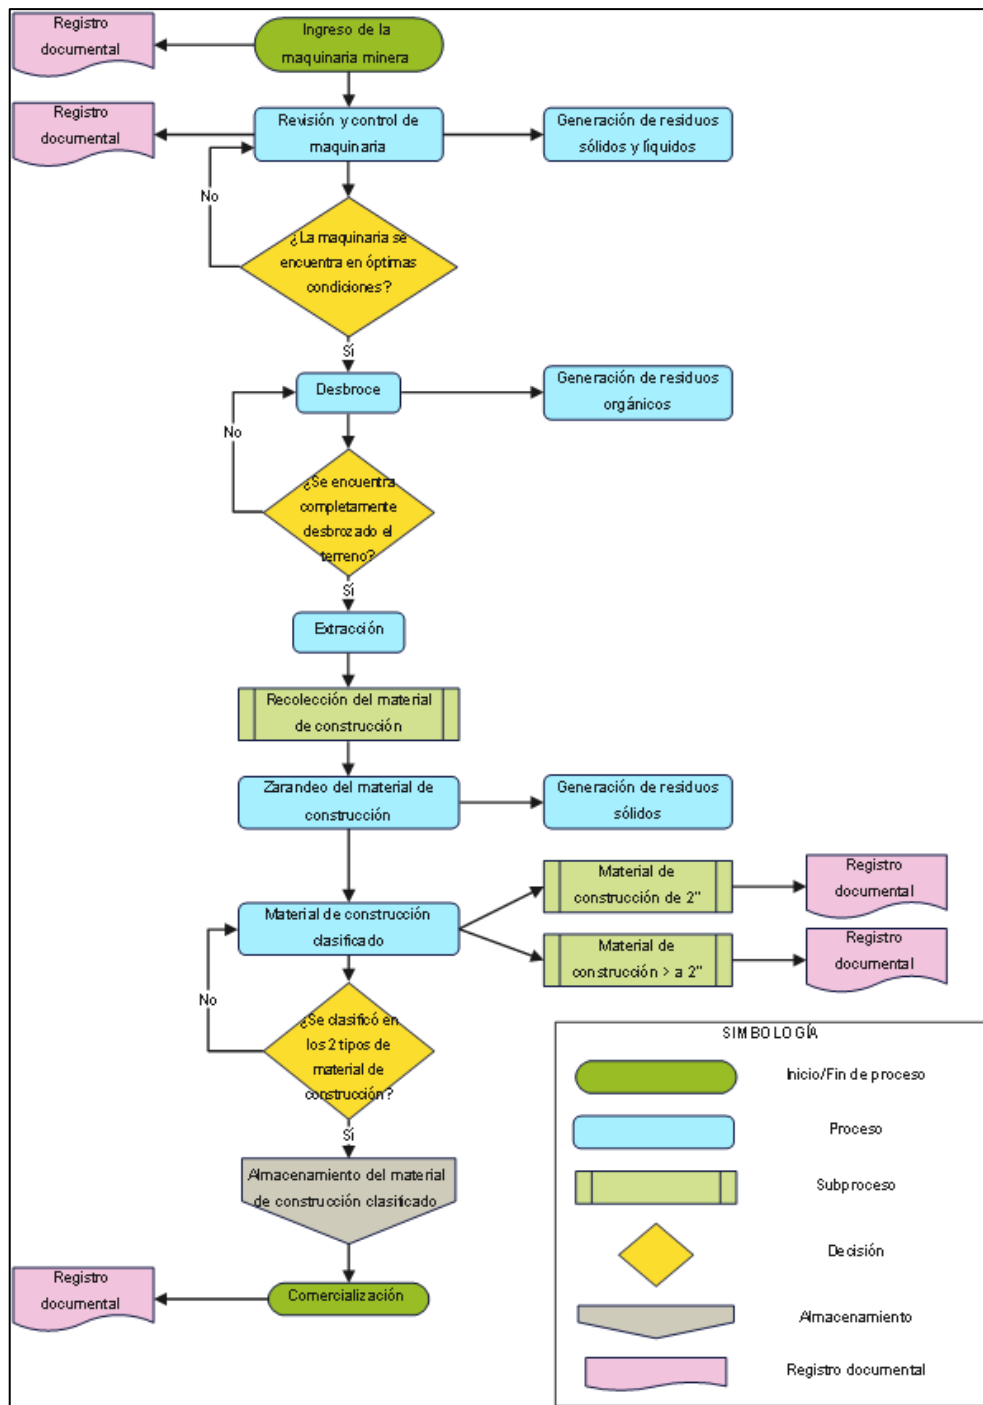 Registro
documental
Ingreso de la
maquinaria minera
Registro
documental
Revisión y control de
maquinaria
Generación de residuos
sólidos y líquidos
No
¿La maquinaria se
encuentra en óptimas
condiciones?
Sí
Desbroce
Generación de residuos
orgánicos
No
¿Se encuentra
completamente
desbrozado el
terreno?
Sí
Extracción
Recolección del material
de construcción
Zarandeo del material de
construcción
Generación de residuos
sólidos
Material de
construcción de 2"
Registro
documental
Material de construcción
clasificado
Material de
construcción > a 2"
Registro
documental
No
¿Se clasificó en
los 2 tipos de
material de
construcción?
Sí
Almacenamiento del material
de construcción clasificado
Registro
documental
Comercialización
SIMBOLOGÍA
Inicio/Fin de proceso
Proceso
Subproceso
Decisión
Almacenamiento
Registro documental